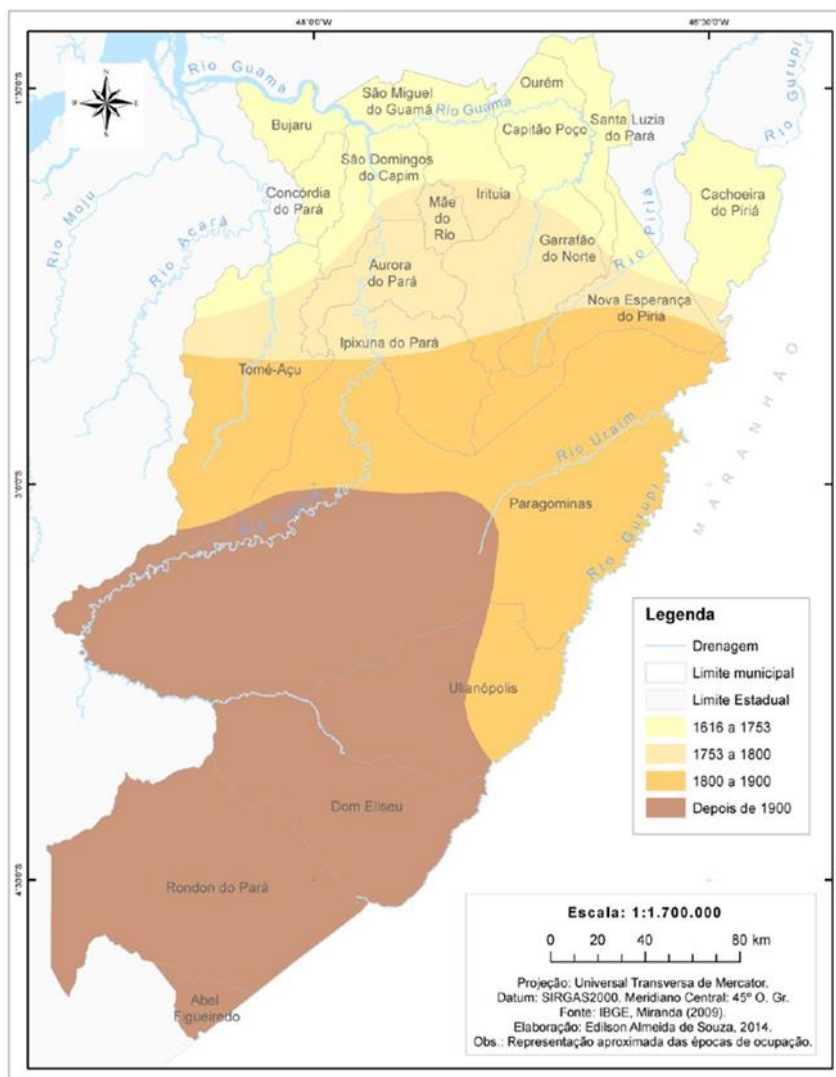 48°0'0"W
46°30'0"W
1°30'0"S
3°0'0"S
4°30'0"S
N
E
S
W
Rio Guamá
São Miguel
do Guamá
Ourém
Rio Guamá
Santa Luzia
do Pará
Rio Gurupi
Bujaru
Capitão Poço
São Domingos
do Capim
Concórdia
do Pará
Mãe
do
Rio
Irituia
Cachoeira
do Piriá
Rio Piriá
Rio Moju
Rio Acará
Garrafão
do Norte
Aurora
do Pará
Nova Esperança
do Piriá
Ipixuna do Pará
Tomé-Açu
MARANHÃO
Rio Uraim
Paragominas
Rio Gurupi
Ulianópolis
Dom Eliseu
Rondon do Pará
Abel
Figueiredo
Legenda
Drenagem
Limite municipal
Limite Estadual
1616 a 1753
1753 a 1800
1800 a 1900
Depois de 1900
Escala: 1:1.700.000
0 20 40 80 km
Projeção: Universal Transversa de Mercator.
Datum: SIRGAS2000. Meridiano Central: 45º O. Gr.
Fonte: IBGE, Miranda (2009).
Elaboração: Edilson Almeida de Souza, 2014.
Obs.: Representação aproximada das épocas de ocupação.